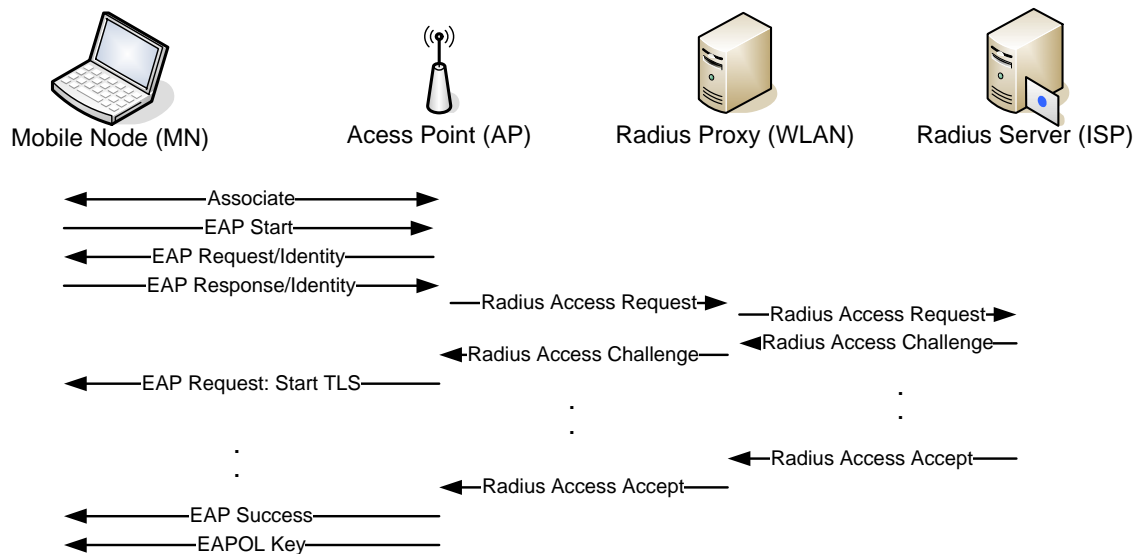 Mobile Node (MN)
Acess Point (AP)
Radius Proxy (WLAN)
Radius Server (ISP)
Associate
EAP Start
EAP Request/Identity
EAP Response/Identity
Radius Access Request
Radius Access Request
Radius Access Challenge
Radius Access Challenge
EAP Request: Start TLS
Radius Access Accept
Radius Access Accept
EAP Success
EAPOL Key